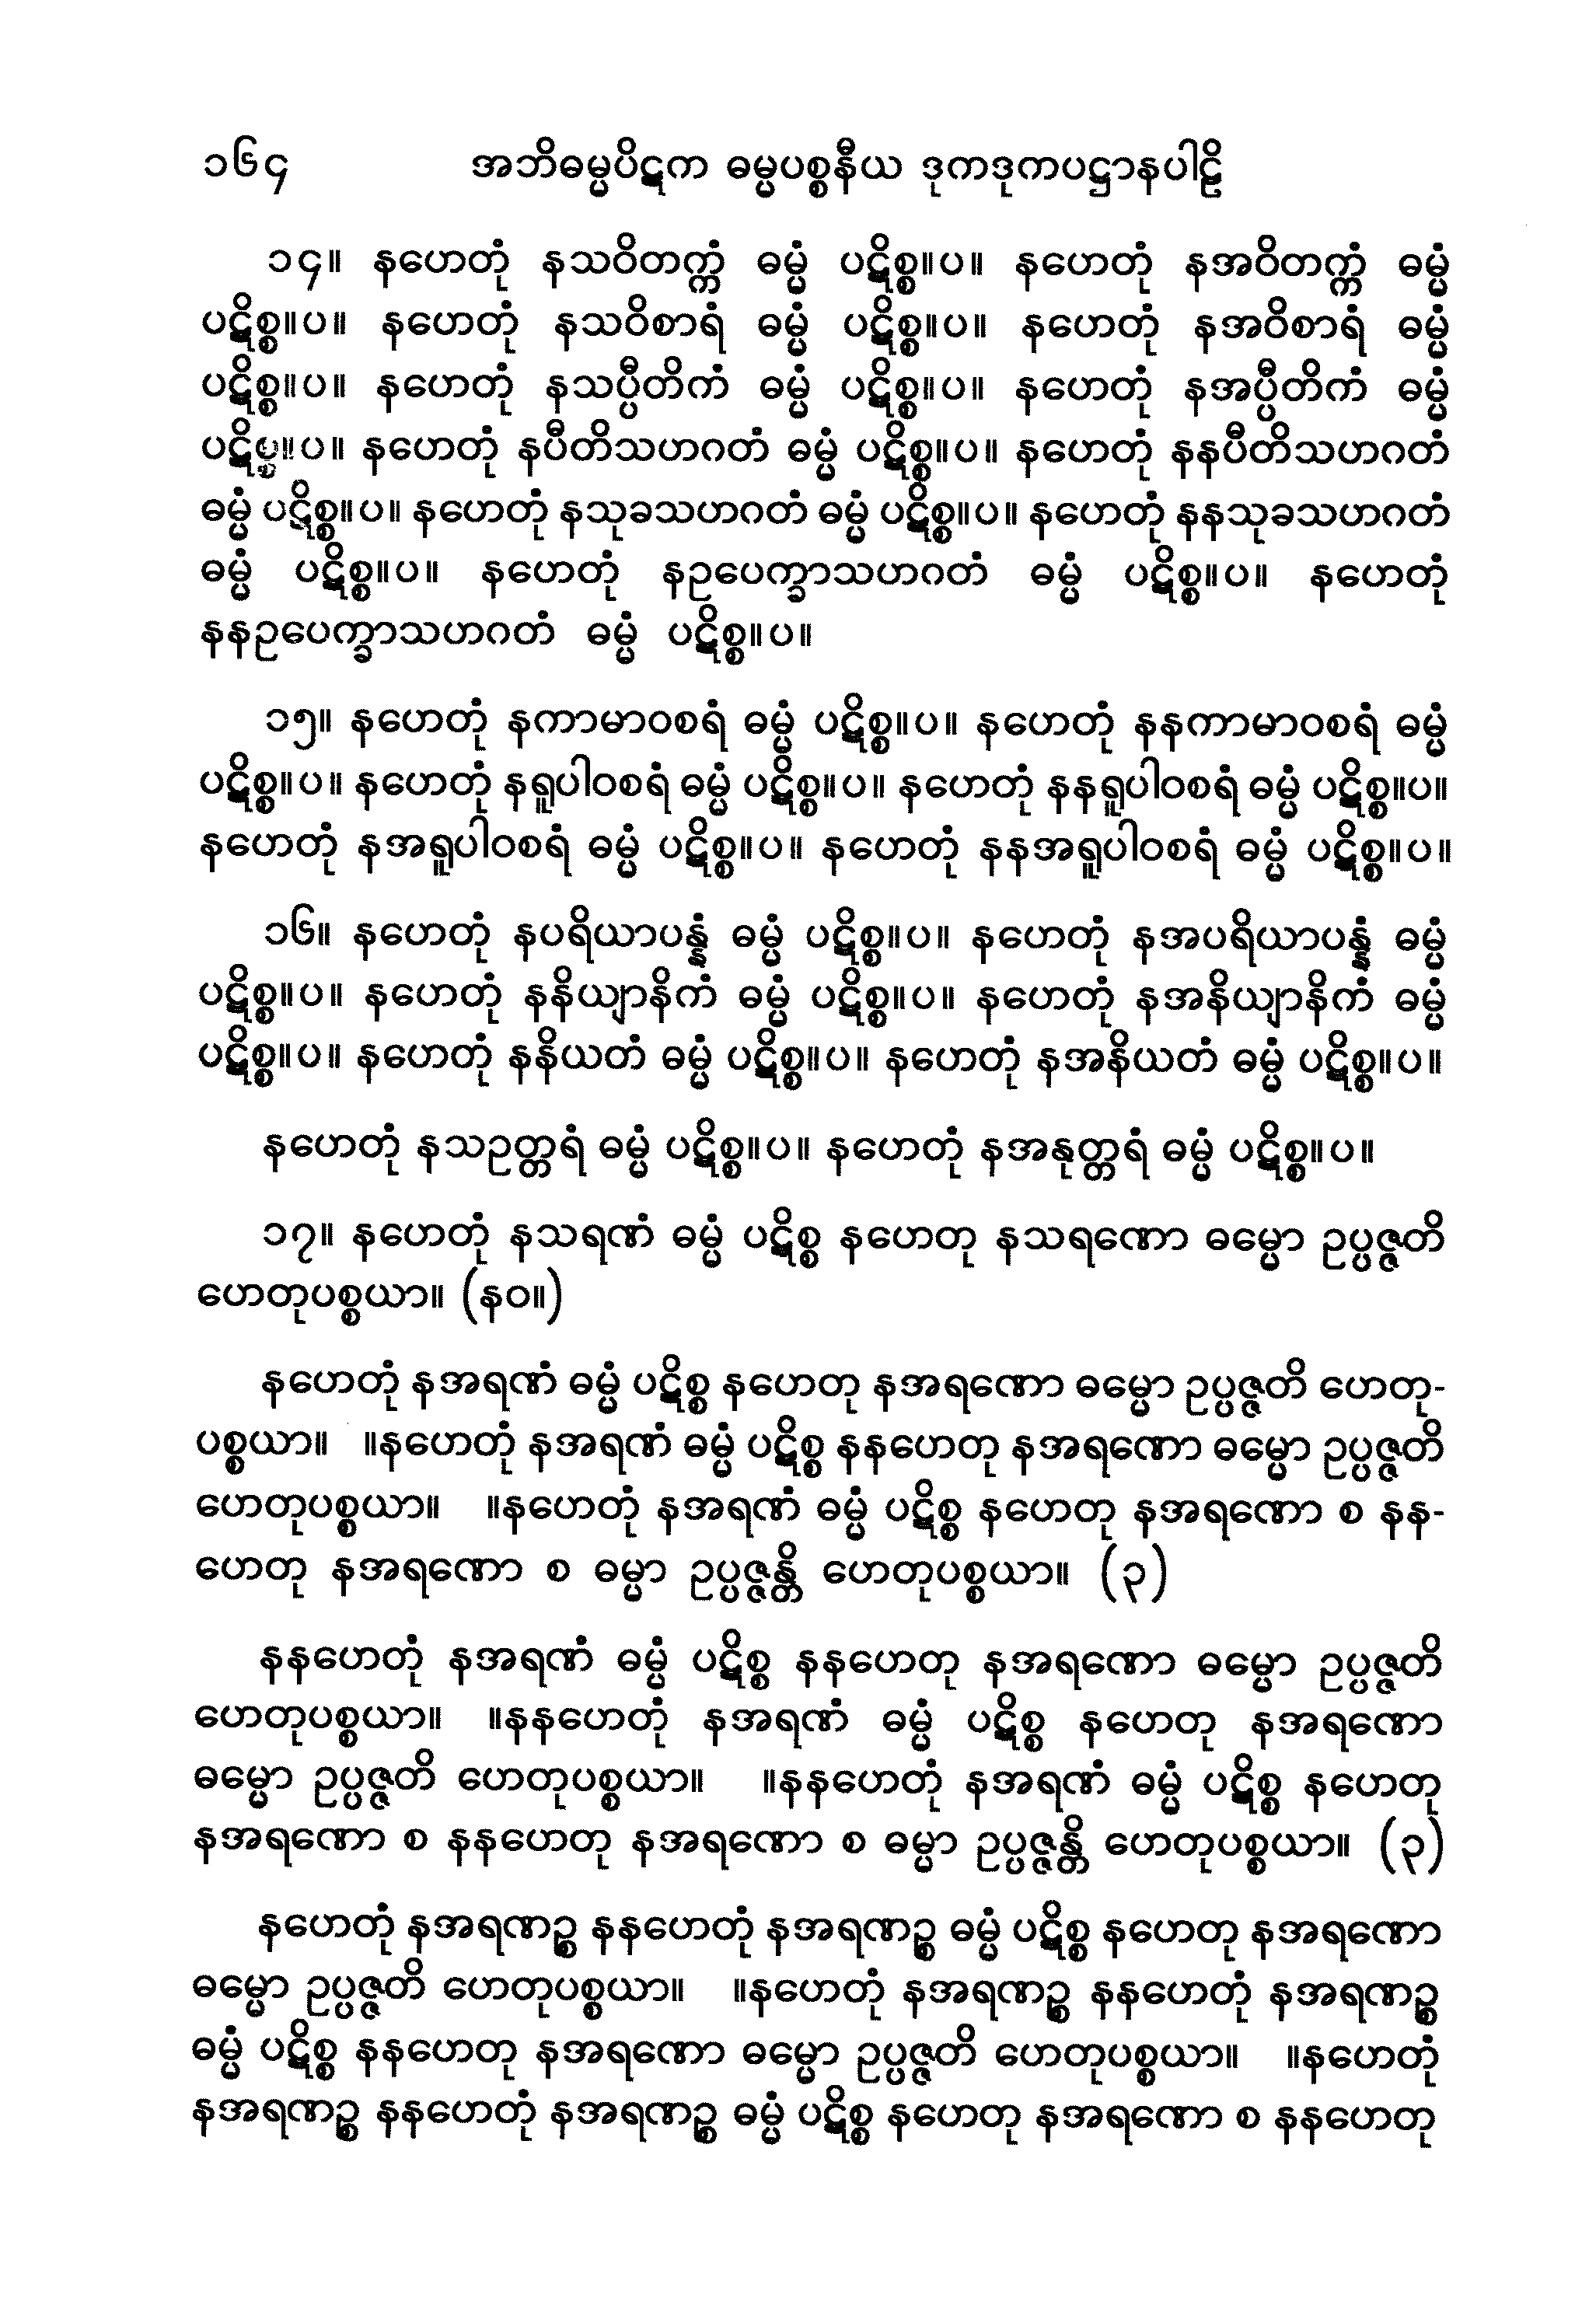 ၁၆၄ အဘိဓမ္မပိဋက ဓမ္မပစ္စနီယ ဒုကဒုကပဋ္ဌာနပါဠိ
၁၄။ နဟေတုံ နသဝိတက္ကံ ဓမ္မံ ပဋိစ္စ။ပ။ နဟေတုံ နအဝိတက္ကံ ဓမ္မံ
ပဋိစ္စ။ပ။ နဟေတုံ နသဝိစာရံ ဓမ္မံ ပဋိစ္စ။ပ။ နဟေတုံ နအဝိစာရံ ဓမ္မံ
ပဋိစ္စ။ပ။ နဟေတုံ နသပ္ပီတိကံ ဓမ္မံ ပဋိစ္စ။ပ။ နဟေတုံ နအပ္ပီတိကံ ဓမ္မံ
ပဋိစ္စ။ပ။ နဟေတုံ နပီတိသဟဂတံ ဓမ္မံ ပဋိစ္စ။ပ။ နဟေတုံ နနပီတိသဟဂတံ
ဓမ္မံ ပဋိစ္စ။ပ။ နဟေတုံ နသုခသဟဂတံ ဓမ္မံ ပဋိစ္စ။ပ။ နဟေတုံ နနသုခသဟဂတံ
ဓမ္မံ ပဋိစ္စ။ပ။ နဟေတုံ နဥပေက္ခာသဟဂတံ ဓမ္မံ ပဋိစ္စ။ပ။ နဟေတုံ
နနဥပေက္ခာသဟဂတံ ဓမ္မံ ပဋိစ္စ။ပ။
၁၅။ နဟေတုံ နကာမာဝစရံ ဓမ္မံ ပဋိစ္စ။ပ။ နဟေတုံ နနကာမာဝစရံ ဓမ္မံ
ပဋိစ္စ။ပ။ နဟေတုံ နရူပါဝစရံ ဓမ္မံ ပဋိစ္စ။ပ။ နဟေတုံ နနရူပါဝစရံ ဓမ္မံ ပဋိစ္စ။ပ။
နဟေတုံ နအရူပါဝစရံ ဓမ္မံ ပဋိစ္စ။ပ။ နဟေတုံ နနအရူပါဝစရံ ဓမ္မံ ပဋိစ္စ။ပ။
၁၆။ နဟေတုံ နပရိယာပန္နံ ဓမ္မံ ပဋိစ္စ။ပ။ နဟေတုံ နအပရိယာပန္နံ ဓမ္မံ
ပဋိစ္စ။ပ။ နဟေတုံ နနိယျာနိကံ ဓမ္မံ ပဋိစ္စ။ပ။ နဟေတုံ နအနိယျာနိကံ ဓမ္မံ
ပဋိစ္စ။ပ။ နဟေတုံ နနိယတံ ဓမ္မံ ပဋိစ္စ။ပ။ နဟေတုံ နအနိယတံ ဓမ္မံ ပဋိစ္စ။ပ။
နဟေတုံ နသဥတ္တရံ ဓမ္မံ ပဋိစ္စ။ပ။ နဟေတုံ နအနုတ္တရံ ဓမ္မံ ပဋိစ္စ။ပ။
၁၇။ နဟေတုံ နသရဏံ ဓမ္မံ ပဋိစ္စ နဟေတု နသရဏော ဓမ္မော ဥပ္ပဇ္ဇတိ
ဟေတုပစ္စယာ။ (န၀။)
နဟေတုံ နအရဏံ ဓမ္မံ ပဋိစ္စ နဟေတု နအရဏော ဓမ္မော ဥပ္ပဇ္ဇတိ ဟေတု-
ပစ္စယာ။ ။နဟေတုံ နအရဏံ ဓမ္မံ ပဋိစ္စ နနဟေတု နအရဏော ဓမ္မော ဥပ္ပဇ္ဇတိ
ဟေတုပစ္စယာ။ ။နဟေတုံ နအရဏံ ဓမ္မံ ပဋိစ္စ နဟေတု နအရဏော စ နန-
ဟေတု နအရဏော စ ဓမ္မာ ဥပ္ပဇ္ဇန္တိ ဟေတုပစ္စယာ။ (၃)
နနဟေတုံ နအရဏံ ဓမ္မံ ပဋိစ္စ နနဟေတု နအရဏော ဓမ္မော ဥပ္ပဇ္ဇတိ
ဟေတုပစ္စယာ။ ။နနဟေတုံ နအရဏံ ဓမ္မံ ပဋိစ္စ နဟေတု နအရဏော
ဓမ္မော ဥပ္ပဇ္ဇတိ ဟေတုပစ္စယာ။ ။နနဟေတုံ နအရဏံ ဓမ္မံ ပဋိစ္စ နဟေတု
နအရဏော စ နနဟေတု နအရဏော စ ဓမ္မာ ဥပ္ပဇ္ဇန္တိ ဟေတုပစ္စယာ။ (၃)
နဟေတုံ နအရဏဉ္စ နနဟေတုံ နအရဏဉ္စ ဓမ္မံ ပဋိစ္စ နဟေတု နအရဏော
ဓမ္မော ဥပ္ပဇ္ဇတိ ဟေတုပစ္စယာ။ ။နဟေတုံ နအရဏဉ္စ နနဟေတုံ နအရဏဉ္စ
ဓမ္မံ ပဋိစ္စ နနဟေတု နအရဏော ဓမ္မော ဥပ္ပဇ္ဇတိ ဟေတုပစ္စယာ။ ။နဟေတုံ
နအရဏဉ္စ နနဟေတုံ နအရဏဉ္စ ဓမ္မံ ပဋိစ္စ နဟေတု နအရဏော စ နနဟေတု